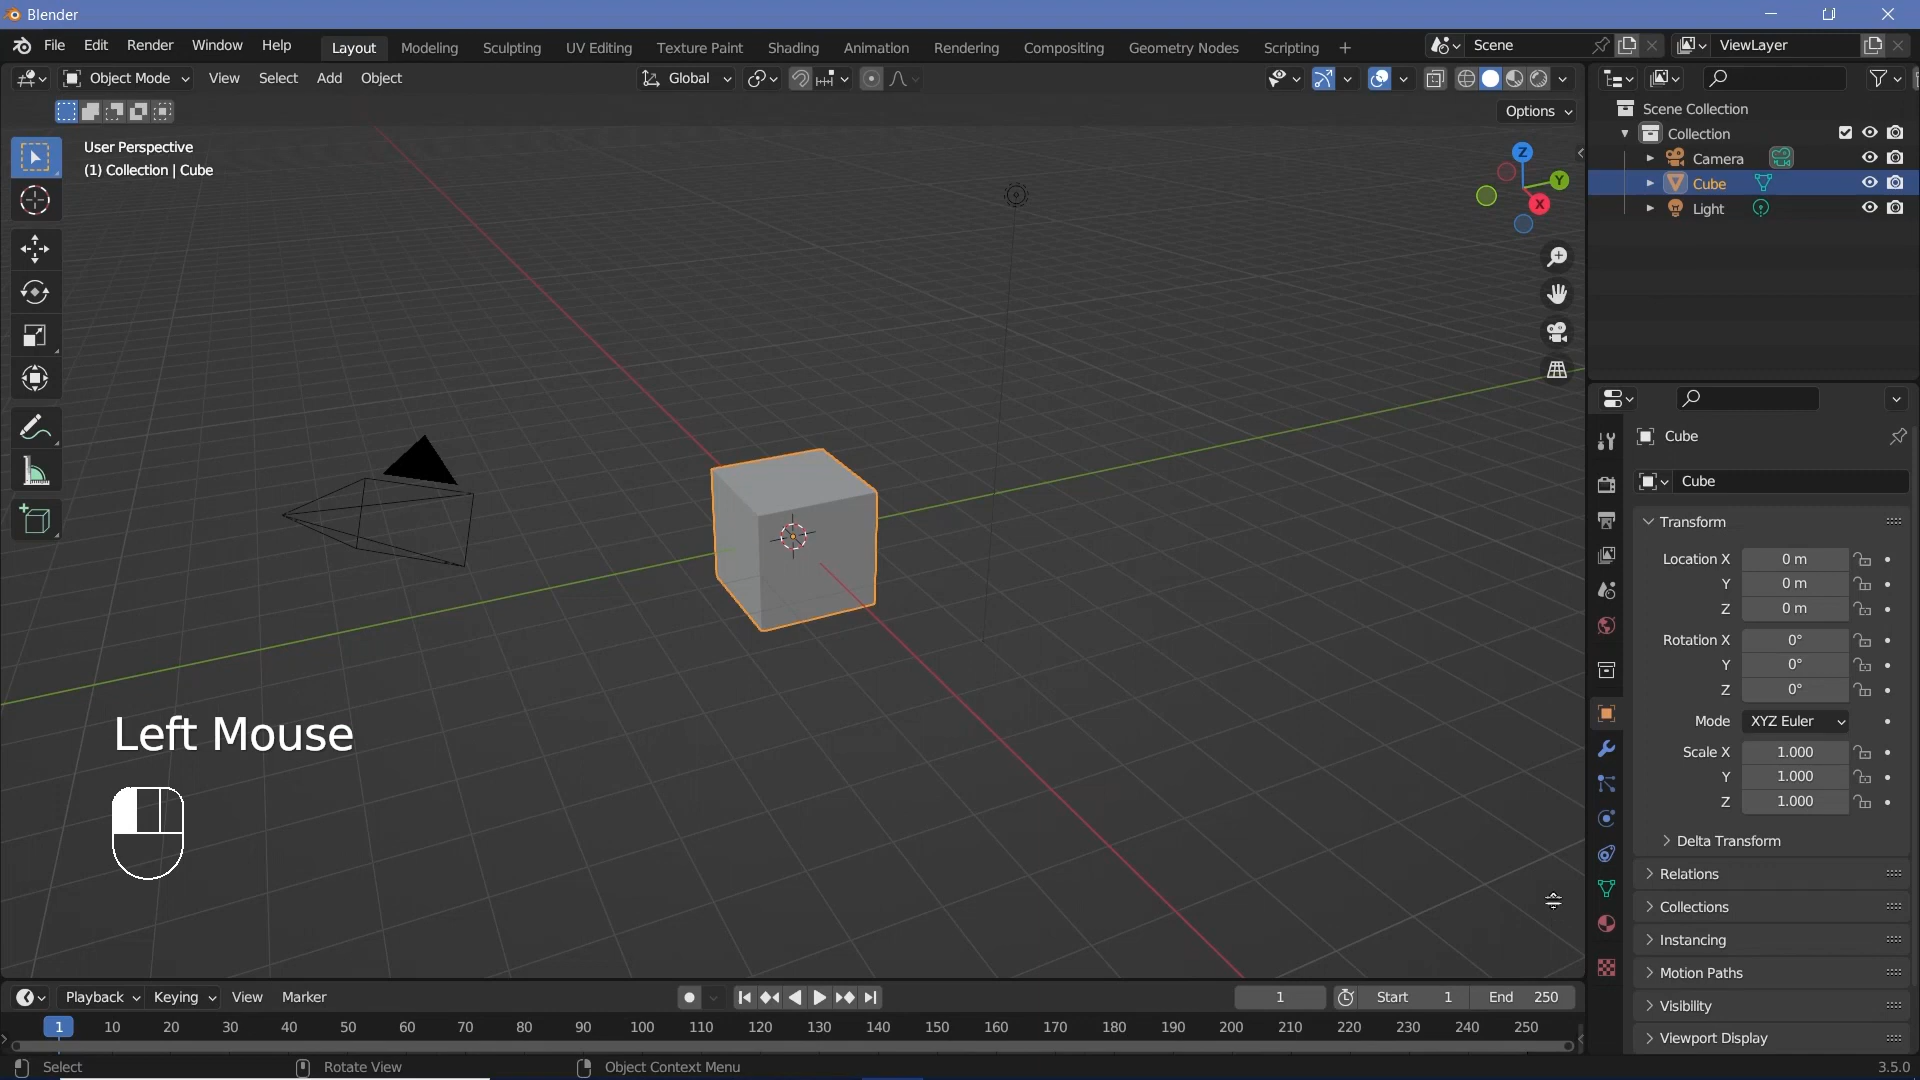 Blender
File Edit Render Window Help Layout Modeling Sculpting UV Editing Texture Paint Shading Animation Rendering Compositing Geometry Nodes Scripting + Scene ViewLayer
Object Mode View Select Add Object Global
Options
User Perspective
(1) Collection | Cube
Z
Y
X
Scene Collection
Collection
Camera
Cube
Light
Cube
Cube
Transform
Location X 0 m
Y 0 m
Z 0 m
Rotation X 0°
Y 0°
Z 0°
Mode XYZ Euler
Scale X 1.000
Y 1.000
Z 1.000
Delta Transform
Relations
Collections
Instancing
Motion Paths
Visibility
Viewport Display
Left Mouse
Playback Keying View Marker 1 Start 1 End 250
1 10 20 30 40 50 60 70 80 90 100 110 120 130 140 150 160 170 180 190 200 210 220 230 240 250
Select Rotate View Object Context Menu 3.5.0